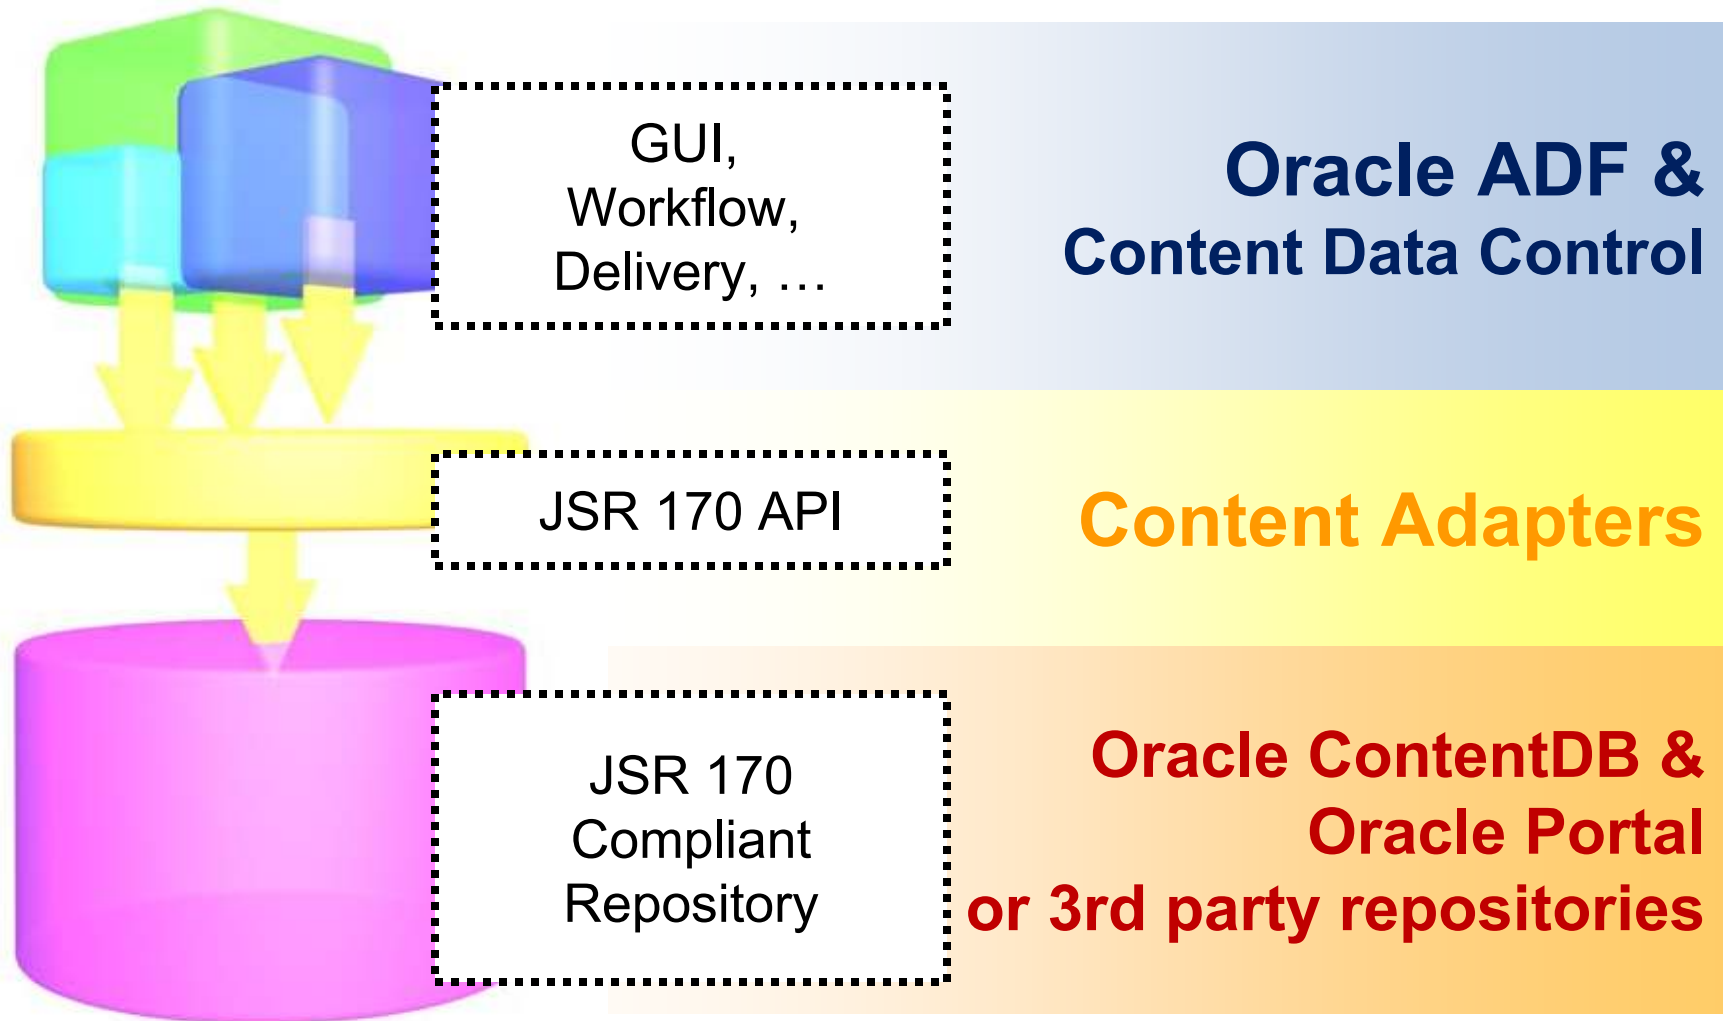 GUI,
Workflow,
Delivery, …
Oracle ADF &
Content Data Control
JSR 170 API
Content Adapters
JSR 170
Compliant
Repository
Oracle ContentDB &
Oracle Portal
or 3rd party repositories